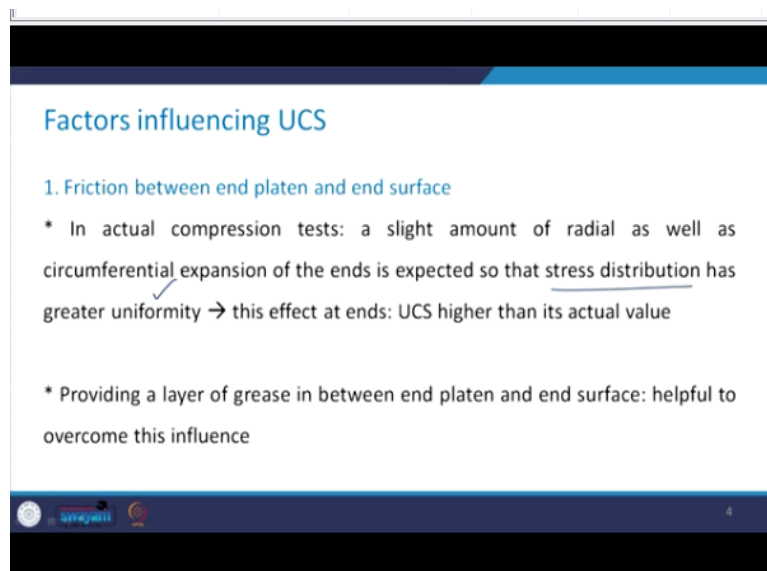 Factors influencing UCS
1. Friction between end platen and end surface
* In actual compression tests: a slight amount of radial as well as
circumferential expansion of the ends is expected so that stress distribution has
greater uniformity → this effect at ends: UCS higher than its actual value
* Providing a layer of grease in between end platen and end surface: helpful to
overcome this influence
swayam
4